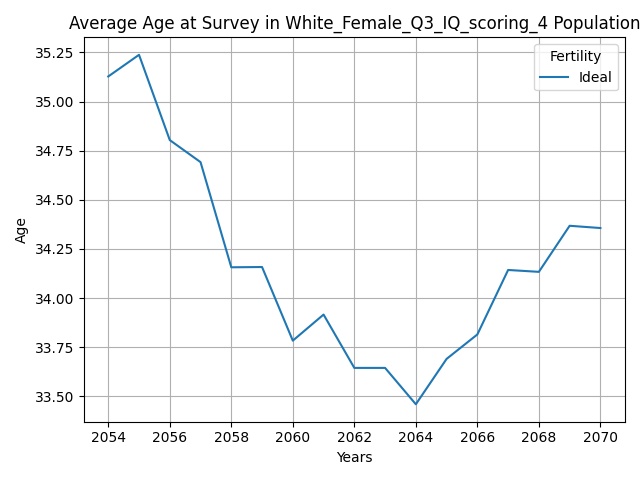 Average Age at Survey in White_Female_Q3_IQ_scoring_4 Population
Fertility
Ideal
35.25
35.00
34.75
34.50
34.25
34.00
33.75
33.50
Age
2054 2056 2058 2060 2062 2064 2066 2068 2070
Years